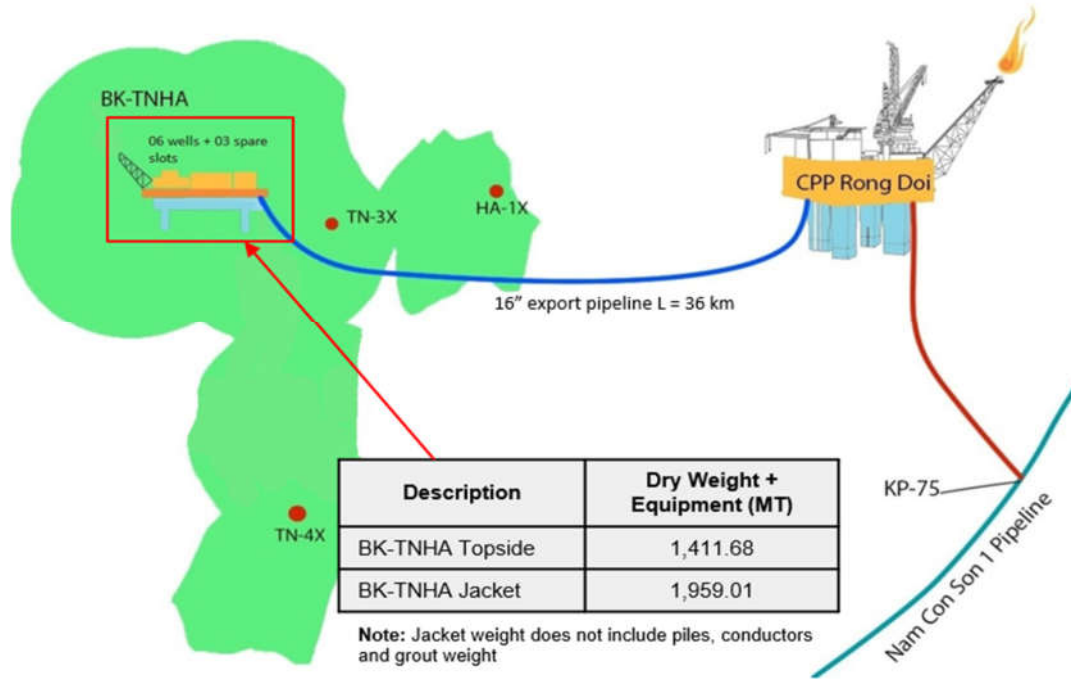 BK-TNHA
06 wells + 03 spare
slots
TN-3X
HA-1X
CPP Rong Doi
16” export pipeline L = 36 km
KP-75
Nam Con Son 1 Pipeline
TN-4X
Description
Dry Weight +
Equipment (MT)
BK-TNHA Topside
1,411.68
BK-TNHA Jacket
1,959.01
Note: Jacket weight does not include piles, conductors
and grout weight